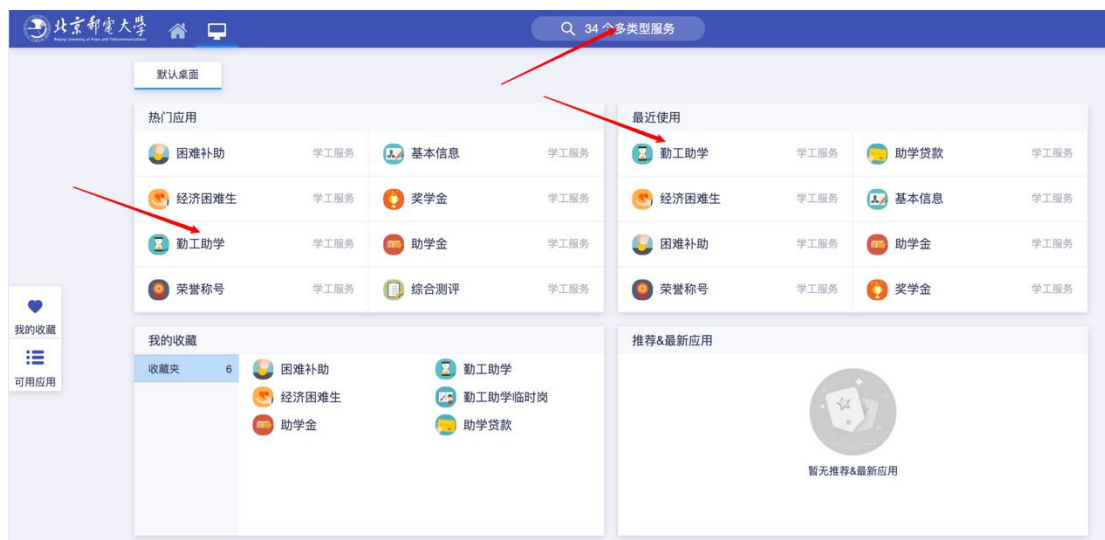 北京邮电大学
Beijing University of Posts and Telecommunications
34 个多类型服务
默认桌面
热门应用
困难补助 学工服务 基本信息 学工服务
经济困难生 学工服务 奖学金 学工服务
勤工助学 学工服务 助学金 学工服务
荣誉称号 学工服务 综合测评 学工服务
最近使用
勤工助学 学工服务 助学贷款 学工服务
经济困难生 学工服务 基本信息 学工服务
困难补助 学工服务 助学金 学工服务
荣誉称号 学工服务 奖学金 学工服务
我的收藏
可用应用
我的收藏
收藏夹 6
困难补助 勤工助学
经济困难生 勤工助学临时岗
助学金 助学贷款
推荐&最新应用
暂无推荐&最新应用